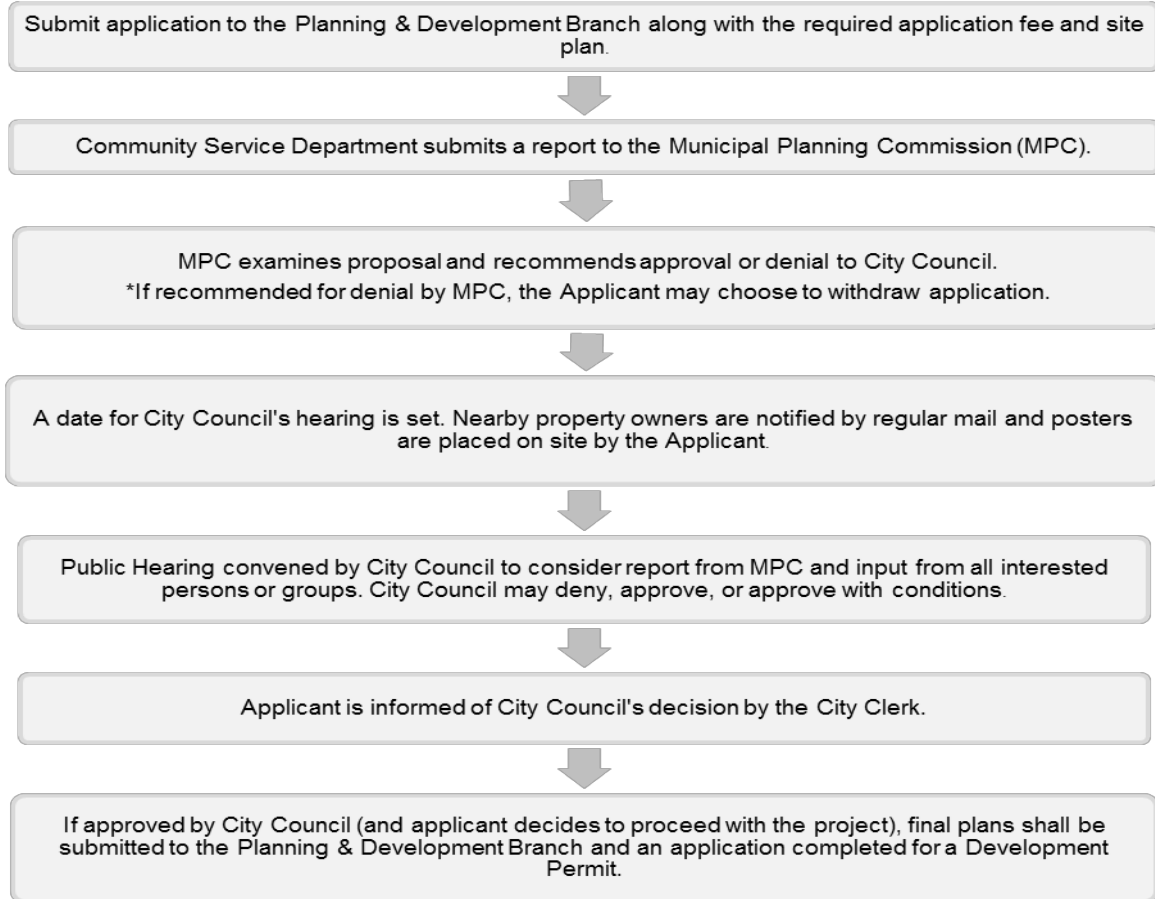 Submit application to the Planning & Development Branch along with the required application fee and site
plan.
Community Service Department submits a report to the Municipal Planning Commission (MPC).
MPC examines proposal and recommends approval or denial to City Council.
*If recommended for denial by MPC, the Applicant may choose to withdraw application.
A date for City Council's hearing is set. Nearby property owners are notified by regular mail and posters
are placed on site by the Applicant.
Public Hearing convened by City Council to consider report from MPC and input from all interested
persons or groups. City Council may deny, approve, or approve with conditions.
Applicant is informed of City Council's decision by the City Clerk.
If approved by City Council (and applicant decides to proceed with the project), final plans shall be
submitted to the Planning & Development Branch and an application completed for a Development
Permit.